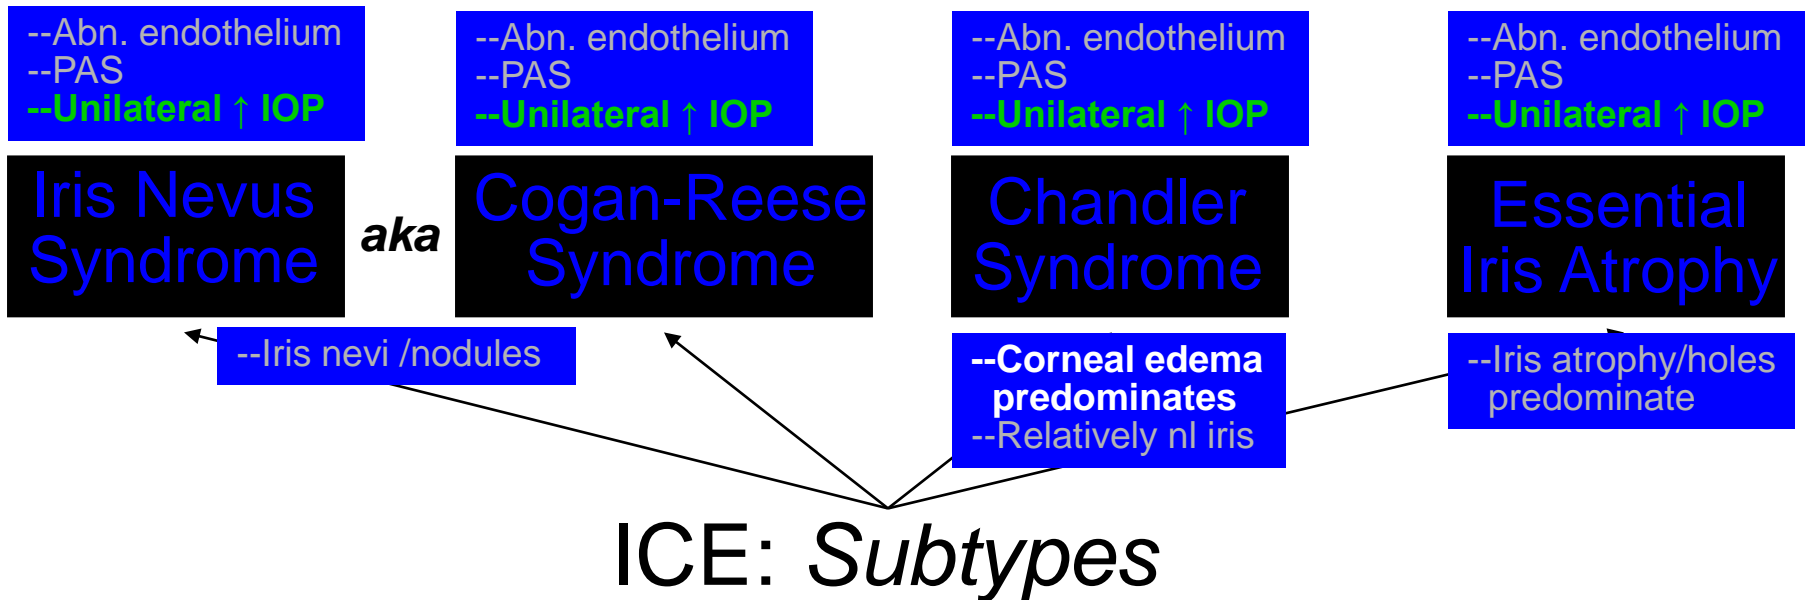 --Abn. endothelium
--PAS
--Unilateral ↑ IOP
--Abn. endothelium
--PAS
--Unilateral ↑ IOP
--Abn. endothelium
--PAS
--Unilateral ↑ IOP
--Abn. endothelium
--PAS
--Unilateral ↑ IOP
Iris Nevus
Syndrome
aka
Cogan-Reese
Syndrome
Chandler
Syndrome
Essential
Iris Atrophy
--Iris nevi /nodules
--Corneal edema
predominates
--Relatively nl iris
--Iris atrophy/holes
predominate
ICE: Subtypes